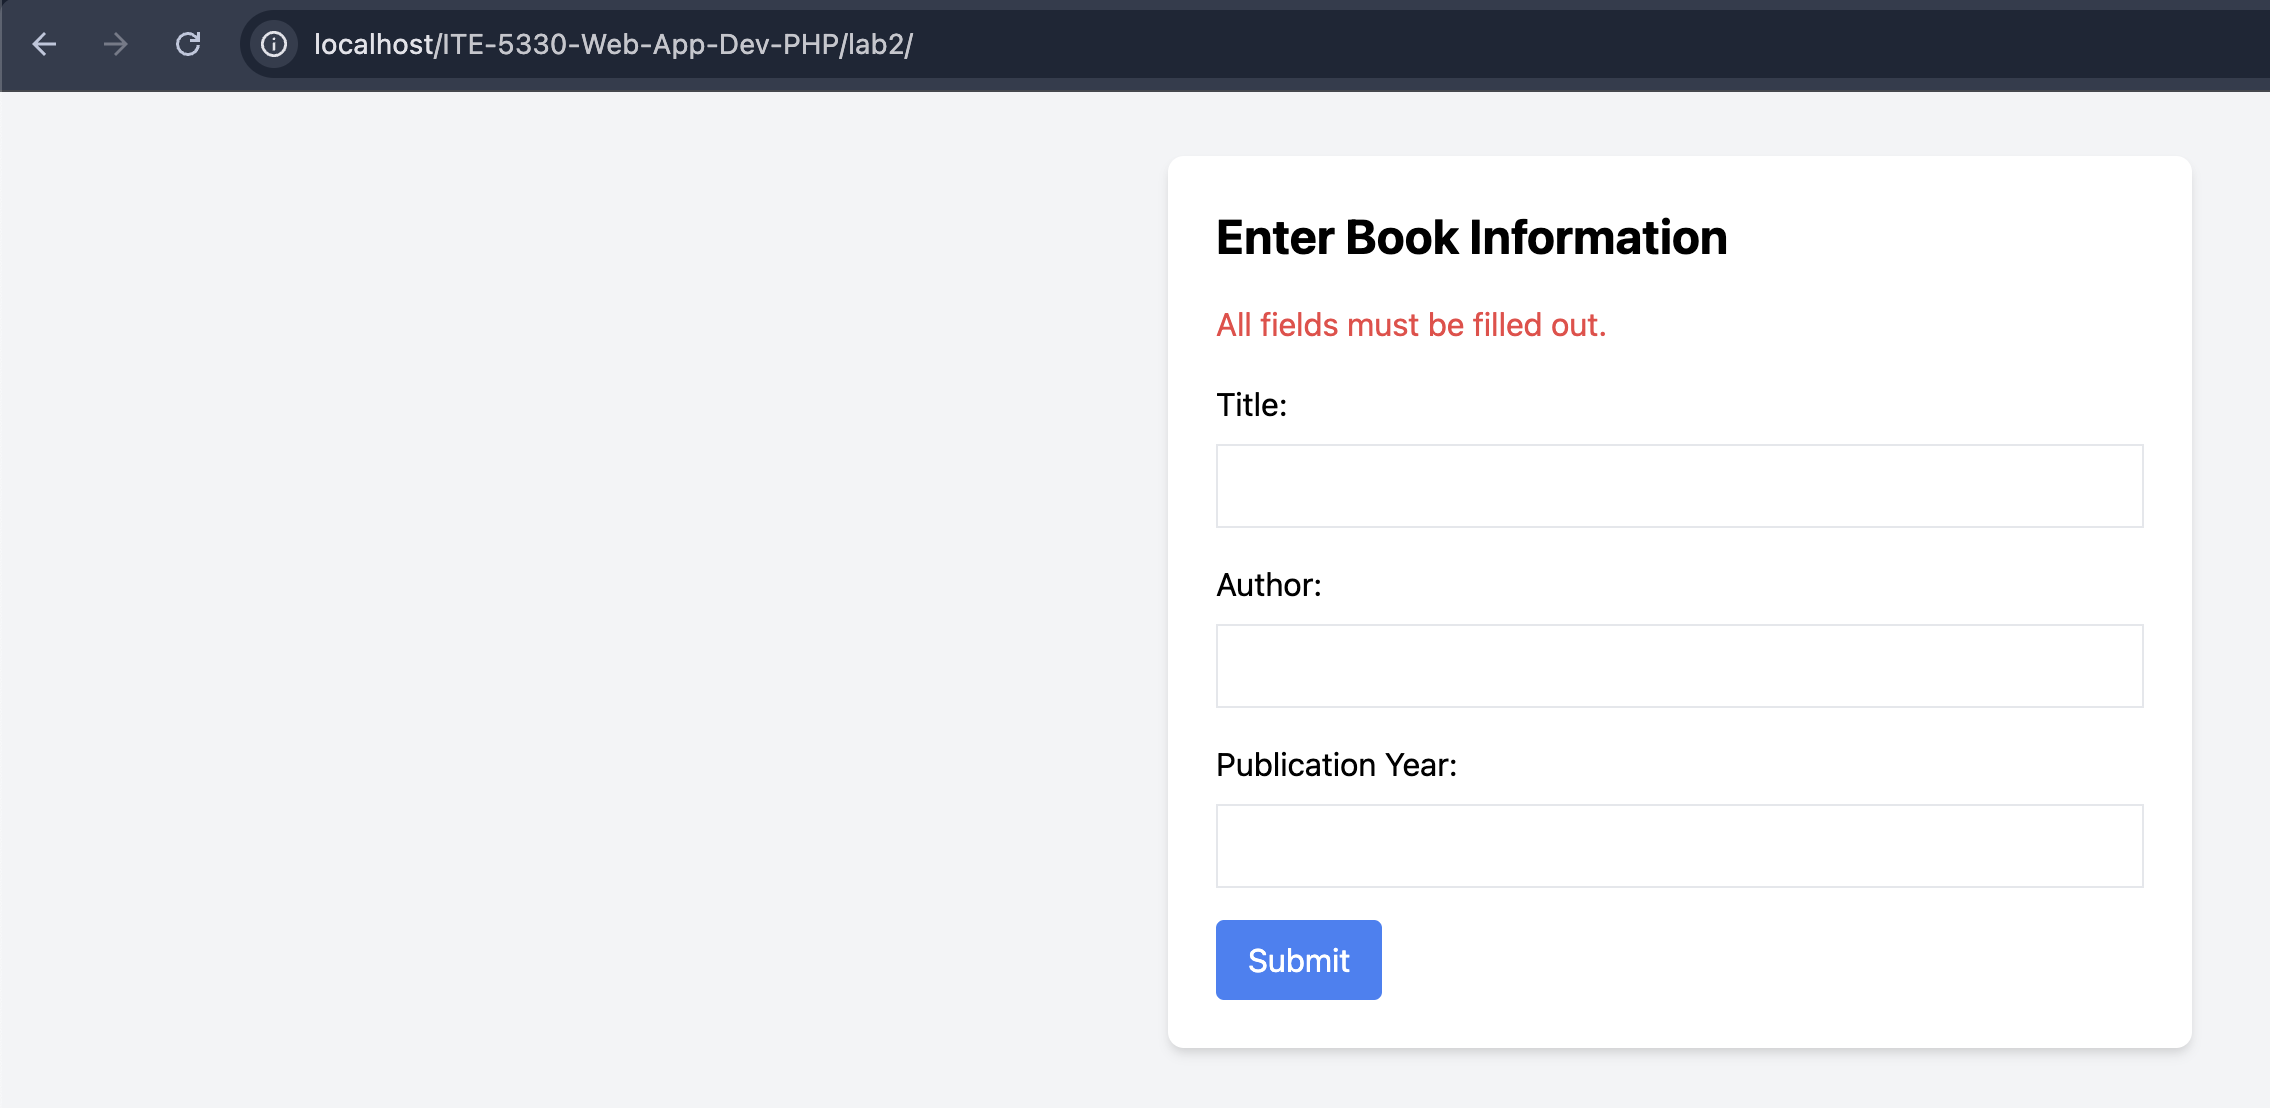 localhost/ITE-5330-Web-App-Dev-PHP/lab2/
Enter Book Information
All fields must be filled out.
Title:
Author:
Publication Year:
Submit